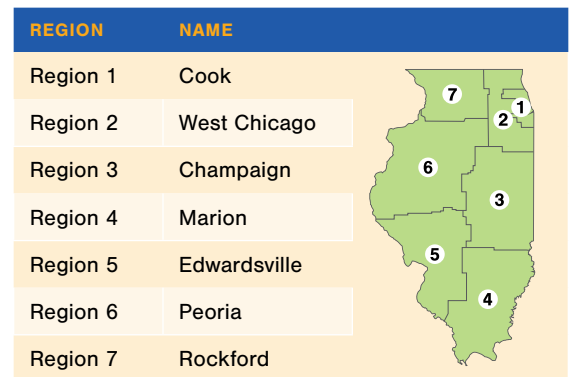 REGION NAME
Region 1 Cook
Region 2 West Chicago
Region 3 Champaign
Region 4 Marion
Region 5 Edwardsville
Region 6 Peoria
Region 7 Rockford
7
1
2
6
3
5
4